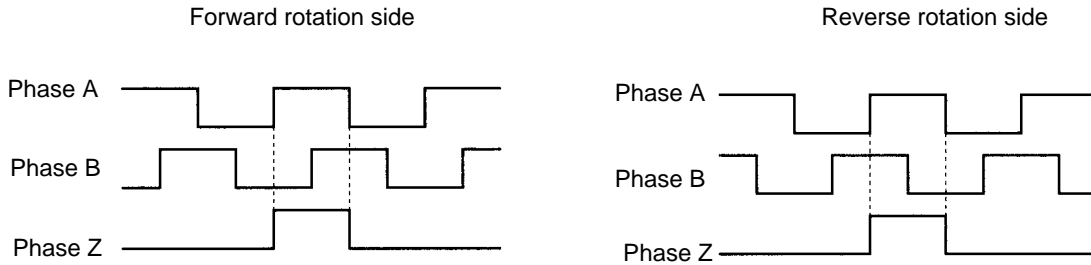 Forward rotation side
Phase A
Phase B
Phase Z
Reverse rotation side
Phase A
Phase B
Phase Z